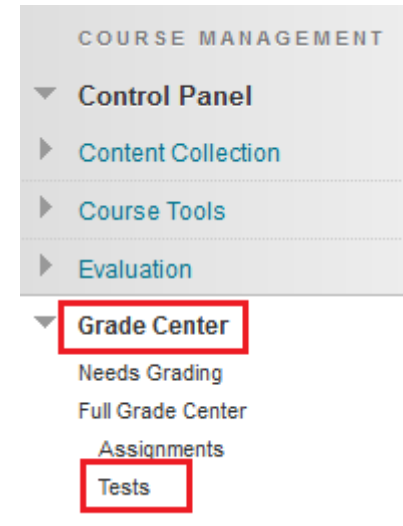 COURSE MANAGEMENT
Control Panel
Content Collection
Course Tools
Evaluation
Grade Center
Needs Grading
Full Grade Center
Assignments
Tests